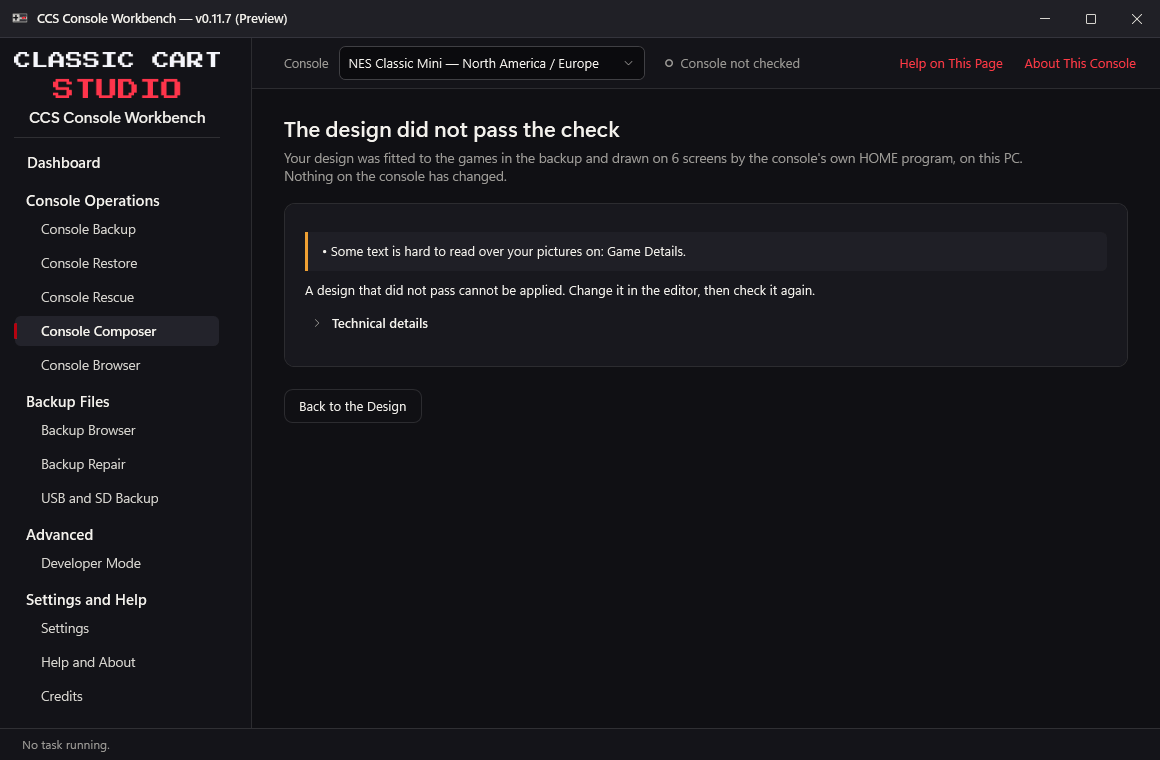 CCS Console Workbench — v0.11.7 (Preview)
CLASSIC CART
STUDIO
CCS Console Workbench
Dashboard
Console Operations
Console Backup
Console Restore
Console Rescue
Console Composer
Console Browser
Backup Files
Backup Browser
Backup Repair
USB and SD Backup
Advanced
Developer Mode
Settings and Help
Settings
Help and About
Credits
Console
NES Classic Mini — North America / Europe
Console not checked
Help on This Page
About This Console
The design did not pass the check
Your design was fitted to the games in the backup and drawn on 6 screens by the console's own HOME program, on this PC.
Nothing on the console has changed.
• Some text is hard to read over your pictures on: Game Details.
A design that did not pass cannot be applied. Change it in the editor, then check it again.
Technical details
Back to the Design
No task running.